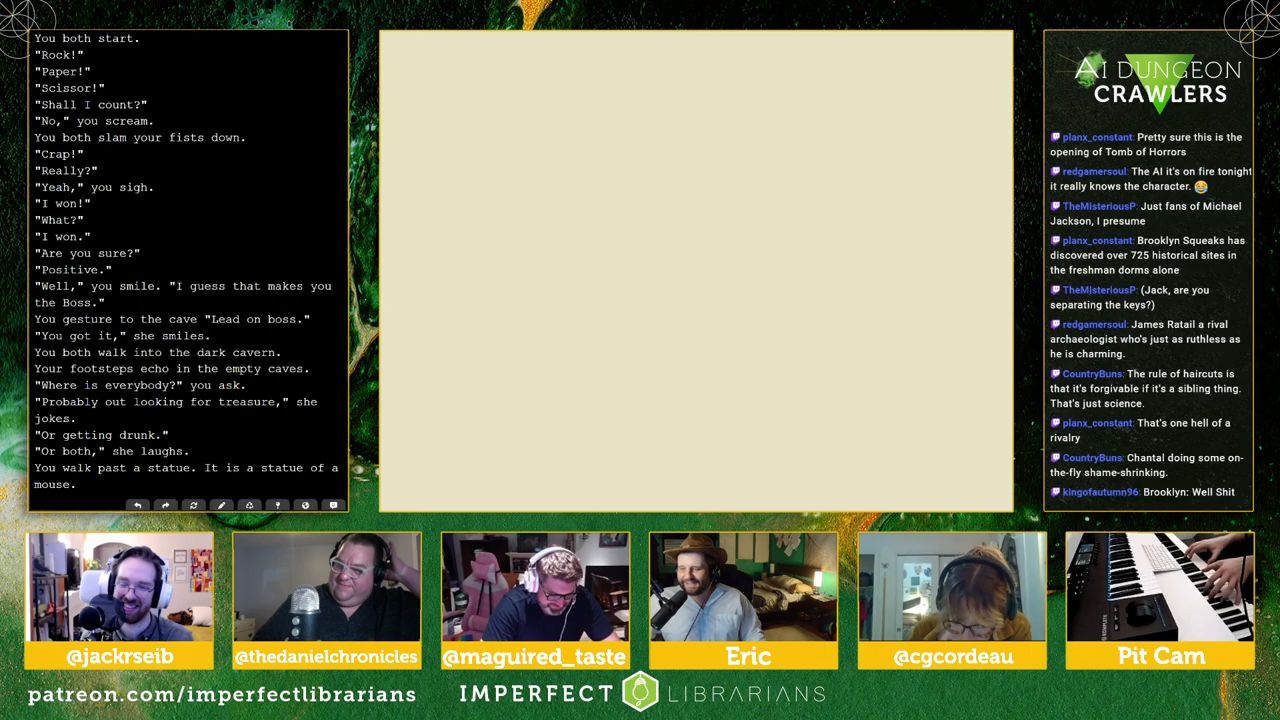 You both start.
"Rock!"
"Paper!"
"Scissor!"
"Shall I count?"
"No," you scream.
You both slam your fists down.
"Crap!"
"Really?"
"Yeah," you sigh.
"I won!"
"What?"
"I won."
"Are you sure?"
"Positive."
"Well," you smile. "I guess that makes you
the Boss."
You gesture to the cave "Lead on boss."
"You got it," she smiles.
You both walk into the dark cavern.
Your footsteps echo in the empty caves.
"Where is everybody?" you ask.
"Probably out looking for treasure," she
jokes.
"Or getting drunk."
"Or both," she laughs.
You walk past a statue. It is a statue of a
mouse.
AI DUNGEON
CRAWLERS
planx_constant: Pretty sure this is the
opening of Tomb of Horrors
redgamersoul: The AI it's on fire tonight
it really knows the character.
TheMisteriousP: Just fans of Michael
Jackson, I presume
planx_constant: Brooklyn Squeaks has
discovered over 725 historical sites in
the freshman dorms alone
TheMisteriousP: (Jack, are you
separating the keys?)
redgamersoul: James Ratail a rival
archaeologist who's just as ruthless as
he is charming.
CountryBuns: The rule of haircuts is
that it's forgivable if it's a sibling thing.
That's just science.
planx_constant: That's one hell of a
rivalry
CountryBuns: Chantal doing some on-
the-fly shame-shrinking.
kingofautumn96: Brooklyn: Well Shit
@jackrseib
@thedanielchronicles
@maguired_taste
Eric
@cgcordeau
Pit Cam
patreon.com/imperfectlibrarians
IMPERFECT LIBRARIANS